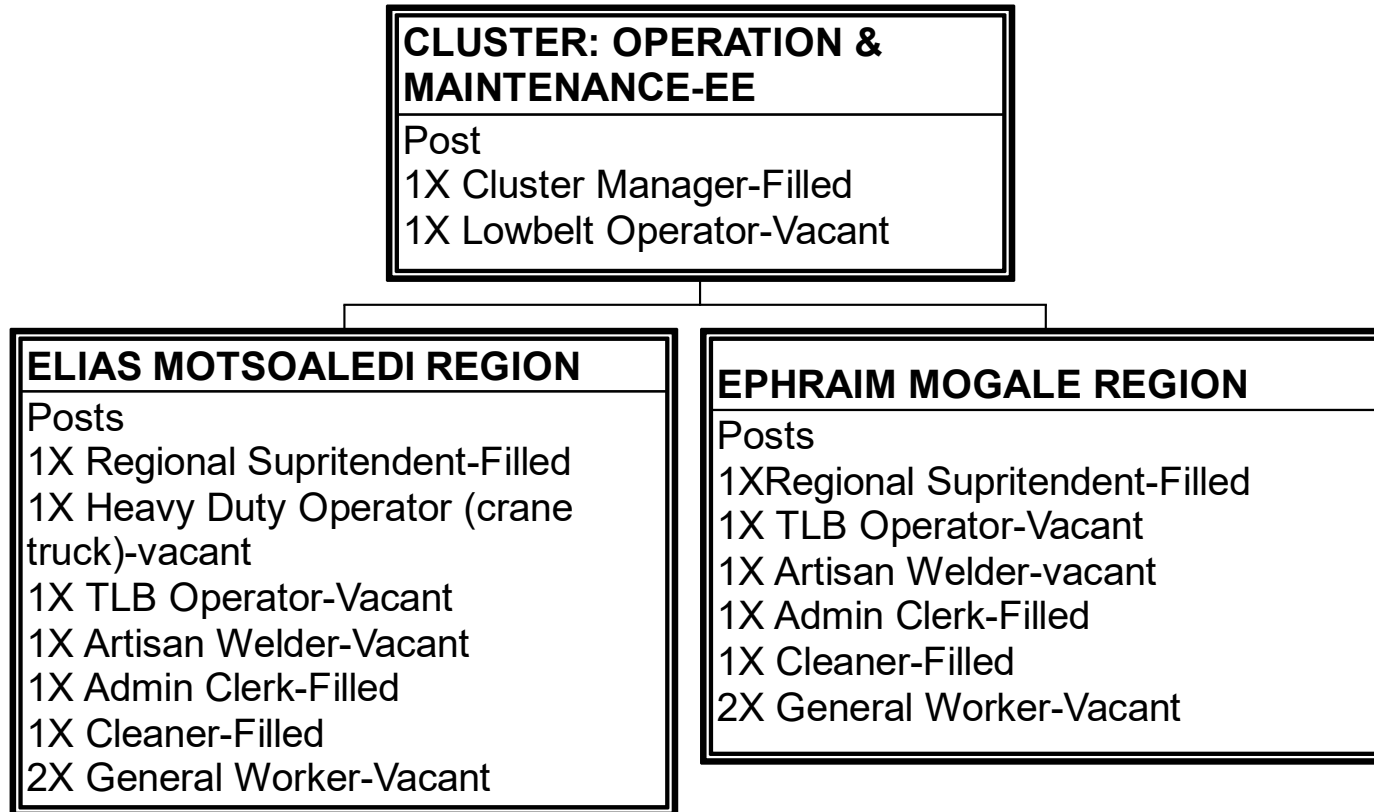 CLUSTER: OPERATION &
MAINTENANCE-EE
Post
1X Cluster Manager-Filled
1X Lowbelt Operator-Vacant
ELIAS MOTSOALEDI REGION
Posts
1X Regional Supritendent-Filled
1X Heavy Duty Operator (crane
truck)-vacant
1X TLB Operator-Vacant
1X Artisan Welder-Vacant
1X Admin Clerk-Filled
1X Cleaner-Filled
2X General Worker-Vacant
EPHRAIM MOGALE REGION
Posts
1XRegional Supritendent-Filled
1X TLB Operator-Vacant
1X Artisan Welder-vacant
1X Admin Clerk-Filled
1X Cleaner-Filled
2X General Worker-Vacant